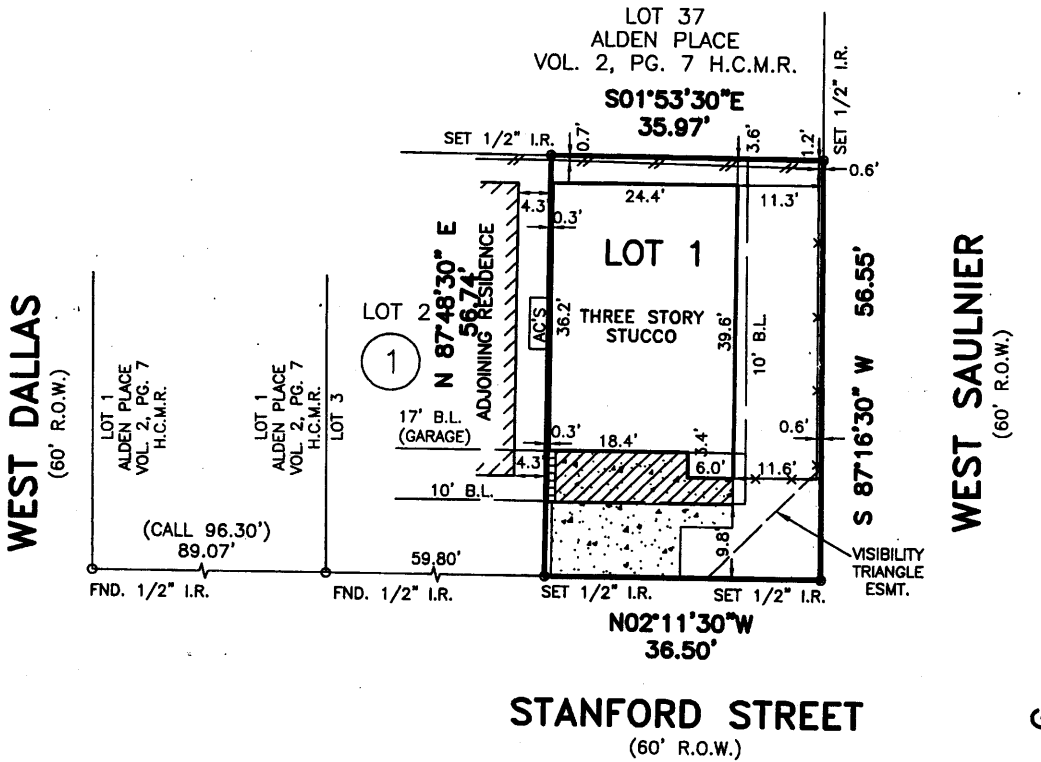 LOT 37
ALDEN PLACE
VOL. 2, PG. 7 H.C.M.R.
S01°53'30"E
35.97'
SET 1/2" I.R.
0.7'
3.6'
1.2'
SET 1/2" I.R.
0.6'
4.3'
0.3'
24.4'
11.3'
LOT 1
THREE STORY
STUCCO
AC'S
36.2'
39.6'
10' B.L.
LOT 2
1
N 87°48'30" E
56.74'
ADJOINING RESIDENCE
S 87°16'30" W 56.55'
WEST SAULNIER
(60' R.O.W.)
WEST DALLAS
(60' R.O.W.)
LOT 1
ALDEN PLACE
VOL. 2, PG. 7
H.C.M.R.
LOT 1
ALDEN PLACE
VOL. 2, PG. 7
H.C.M.R.
LOT 3
17' B.L.
(GARAGE)
0.3'
18.4'
3.4'
0.6'
4.3'
6.0'
11.6'
10' B.L.
9.8'
(CALL 96.30')
89.07'
59.80'
VISIBILITY
TRIANGLE
ESMT.
FND. 1/2" I.R.
FND. 1/2" I.R.
SET 1/2" I.R.
SET 1/2" I.R.
N02°11'30"W
36.50'
STANFORD STREET
(60' R.O.W.)